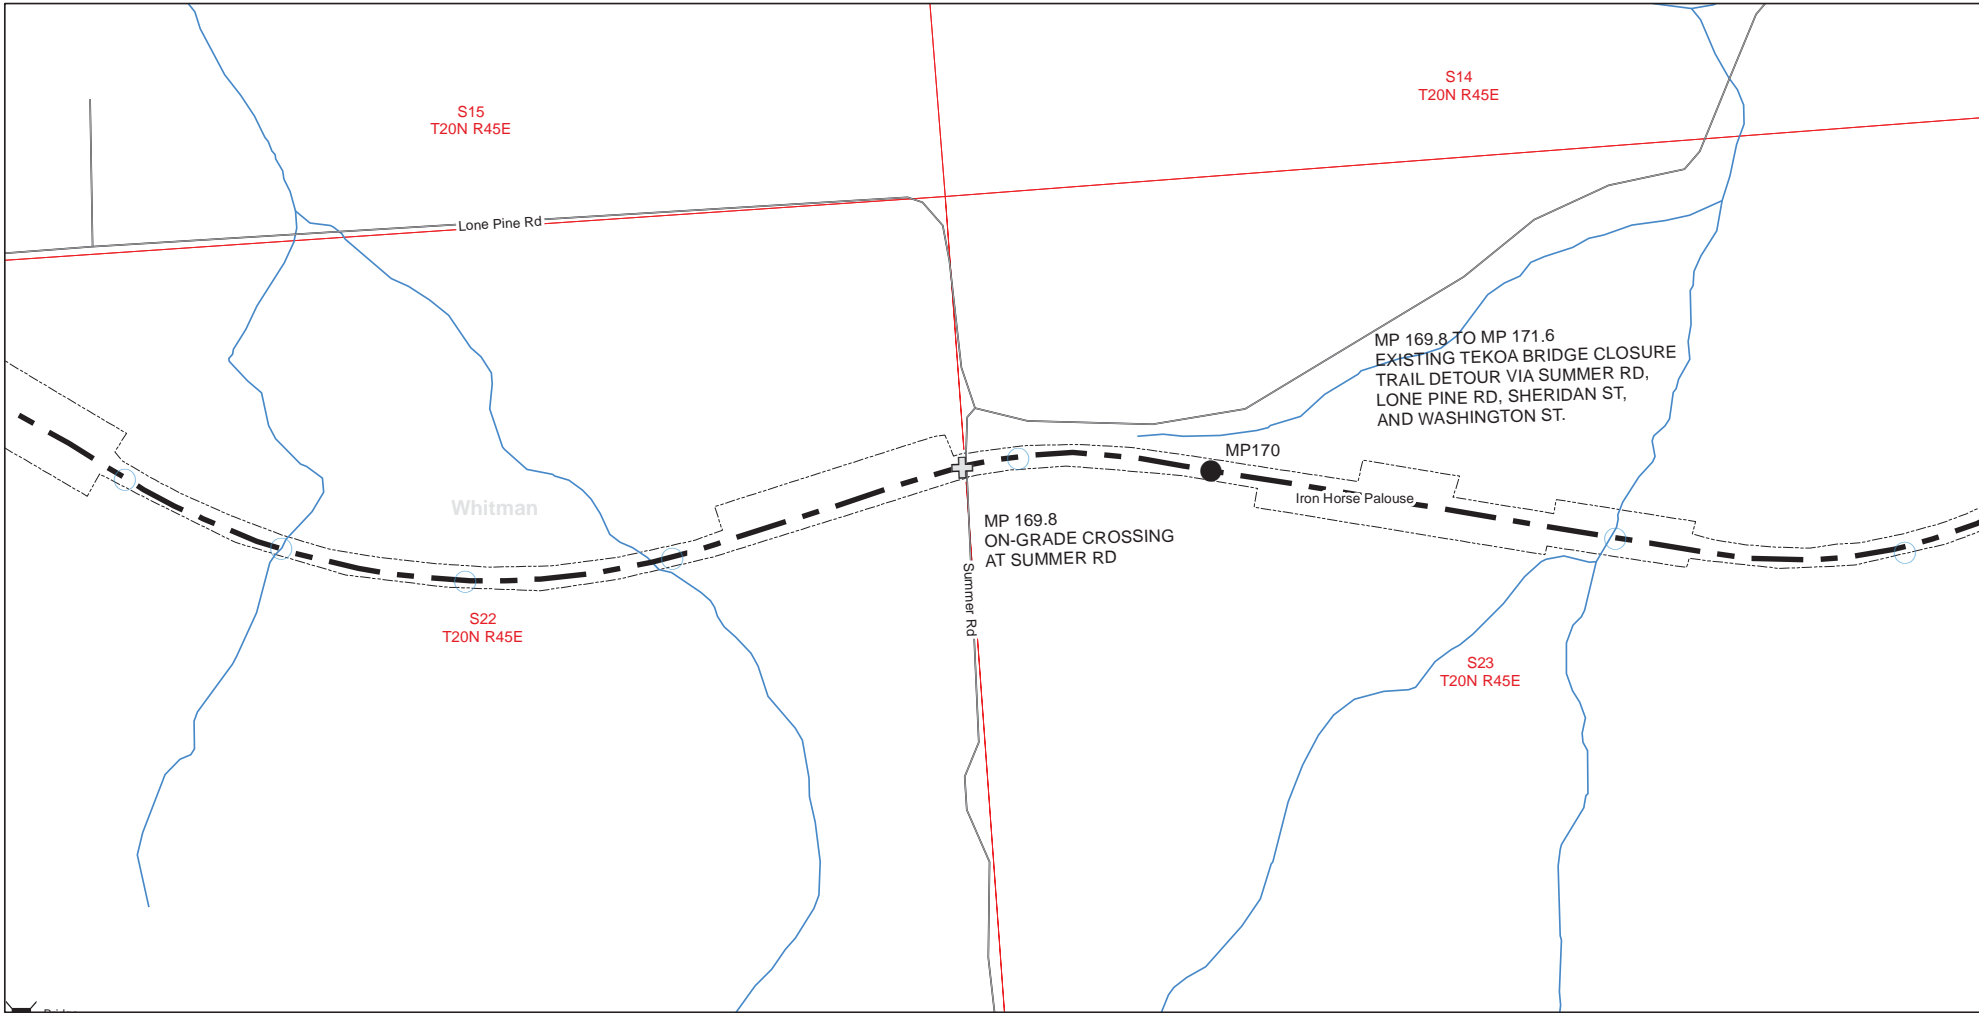 S14
T20N R45E
S15
T20N R45E
Lone Pine Rd
MP 169.8 TO MP 171.6
EXISTING TEKOA BRIDGE CLOSURE
TRAIL DETOUR VIA SUMMER RD,
LONE PINE RD, SHERIDAN ST,
AND WASHINGTON ST.
MP170
Iron Horse Palouse
Whitman
MP 169.8
ON-GRADE CROSSING
AT SUMMER RD
Summer Rd
S22
T20N R45E
S23
T20N R45E